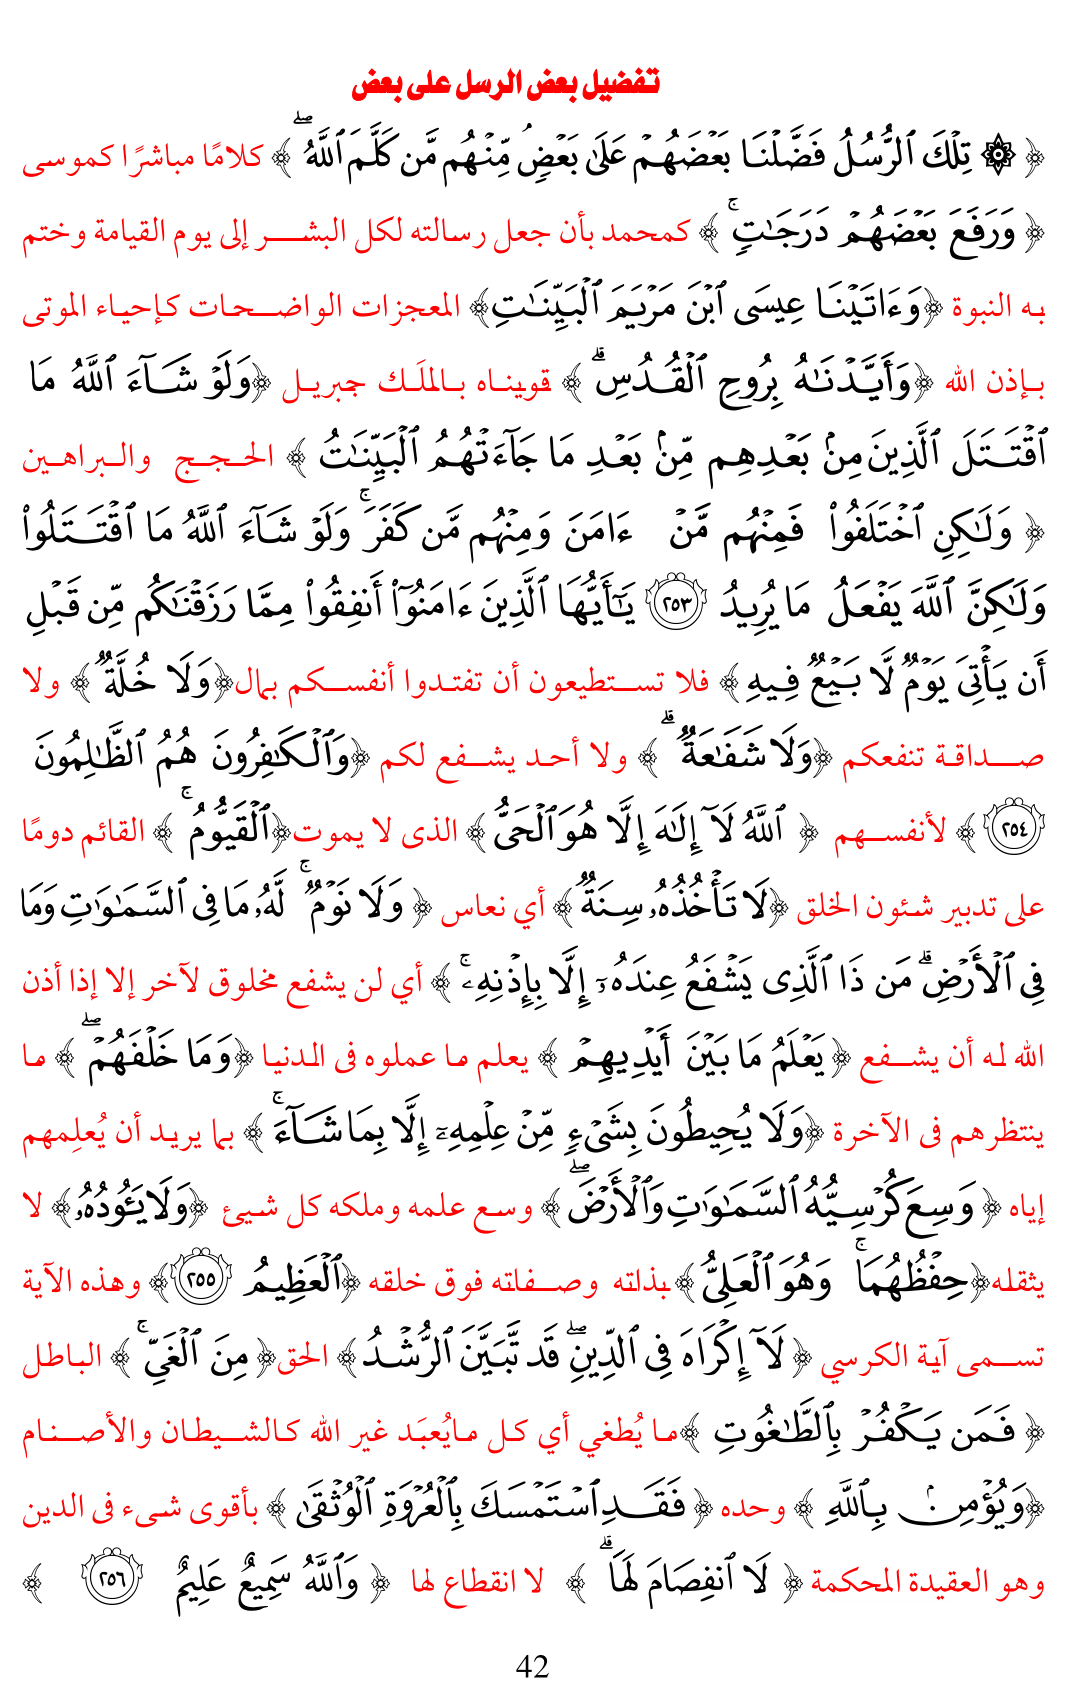 تفضيل بعض الرسل على بعض
﴿ ۞ تِلْكَ ٱلرُّسُلُ فَضَّلْنَا بَعْضَهُمْ عَلَىٰ بَعْضٍۢ مِّنْهُم مَّن كَلَّمَ ٱللَّهُ ۖ ﴾ كلامًا مباشرًا كموسى
﴿ وَرَفَعَ بَعْضَهُمْ دَرَجَـٰتٍۢ ۚ ﴾ كمحمد بأن جعل رسالته لكل البشر إلى يوم القيامة وختم
به النبوة ﴿وَءَاتَيْنَا عِيسَى ٱبْنَ مَرْيَمَ ٱلْبَيِّنَـٰتِ﴾ المعجزات الواضحات كإحياء الموتى
بإذن الله ﴿وَأَيَّدْنَـٰهُ بِرُوحِ ٱلْقُدُسِ ۗ ﴾ قويناه بالملَك جبريل ﴿وَلَوْ شَآءَ ٱللَّهُ مَا
ٱقْتَتَلَ ٱلَّذِينَ مِنۢ بَعْدِهِم مِّنۢ بَعْدِ مَا جَآءَتْهُمُ ٱلْبَيِّنَـٰتُ ﴾ الحجج والبراهين
﴿ وَلَـٰكِنِ ٱخْتَلَفُوا۟ فَمِنْهُم مَّنْ ءَامَنَ وَمِنْهُم مَّن كَفَرَ ۚ وَلَوْ شَآءَ ٱللَّهُ مَا ٱقْتَتَلُوا۟
وَلَـٰكِنَّ ٱللَّهَ يَفْعَلُ مَا يُرِيدُ ٢٥٣ يَـٰٓأَيُّهَا ٱلَّذِينَ ءَامَنُوٓا۟ أَنفِقُوا۟ مِمَّا رَزَقْنَـٰكُم مِّن قَبْلِ
أَن يَأْتِىَ يَوْمٌۭ لَّا بَيْعٌۭ فِيهِ ﴾ فلا تستطيعون أن تفتدوا أنفسكم بمال﴿وَلَا خُلَّةٌۭ ﴾ ولا
صداقة تنفعكم ﴿وَلَا شَفَـٰعَةٌۭ ۗ ﴾ ولا أحد يشفع لكم ﴿وَٱلْكَـٰفِرُونَ هُمُ ٱلظَّـٰلِمُونَ
٢٥٤ ﴾ لأنفسهم ﴿ ٱللَّهُ لَآ إِلَـٰهَ إِلَّا هُوَ ٱلْحَىُّ ﴾ الذى لا يموت﴿ٱلْقَيُّومُ ۚ ﴾ القائم دومًا
على تدبير شئون الخلق ﴿لَا تَأْخُذُهُۥ سِنَةٌۭ﴾ أي نعاس ﴿ وَلَا نَوْمٌۭ ۚ لَّهُۥ مَا فِى ٱلسَّمَـٰوَٰتِ وَمَا
فِى ٱلْأَرْضِ ۗ مَن ذَا ٱلَّذِى يَشْفَعُ عِندَهُۥٓ إِلَّا بِإِذْنِهِۦ ۚ ﴾ أي لن يشفع مخلوق لآخر إلا إذا أذن
الله له أن يشفع ﴿ يَعْلَمُ مَا بَيْنَ أَيْدِيهِمْ ﴾ يعلم ما عملوه فى الدنيا ﴿وَمَا خَلْفَهُمْ ۖ ﴾ ما
ينتظرهم فى الآخرة ﴿وَلَا يُحِيطُونَ بِشَىْءٍۢ مِّنْ عِلْمِهِۦٓ إِلَّا بِمَا شَآءَ ۚ ﴾ بما يريد أن يُعلِمهم
إياه ﴿ وَسِعَ كُرْسِيُّهُ ٱلسَّمَـٰوَٰتِ وَٱلْأَرْضَ ۖ ﴾ وسع علمه وملكه كل شيئ ﴿وَلَا يَـُٔودُهُۥ﴾ لا
يثقله﴿حِفْظُهُمَا ۚ وَهُوَ ٱلْعَلِىُّ ﴾بذاته وصفاته فوق خلقه ﴿ٱلْعَظِيمُ ٢٥٥﴾ وهذه الآية
تسمى آية الكرسي ﴿ لَآ إِكْرَاهَ فِى ٱلدِّينِ ۖ قَد تَّبَيَّنَ ٱلرُّشْدُ ﴾ الحق﴿ مِنَ ٱلْغَىِّ ۚ ﴾ الباطل
﴿ فَمَن يَكْفُرْ بِٱلطَّـٰغُوتِ ﴾ما يُطغي أي كل مايُعبَد غير الله كالشيطان والأصنام
﴿وَيُؤْمِنۢ بِٱللَّهِ ﴾ وحده ﴿ فَقَدِ ٱسْتَمْسَكَ بِٱلْعُرْوَةِ ٱلْوُثْقَىٰ ﴾ بأقوى شىء فى الدين
وهو العقيدة المحكمة ﴿ لَا ٱنفِصَامَ لَهَا ۗ ﴾ لا انقطاع لها ﴿ وَٱللَّهُ سَمِيعٌ عَلِيمٌ ٢٥٦ ﴾
42